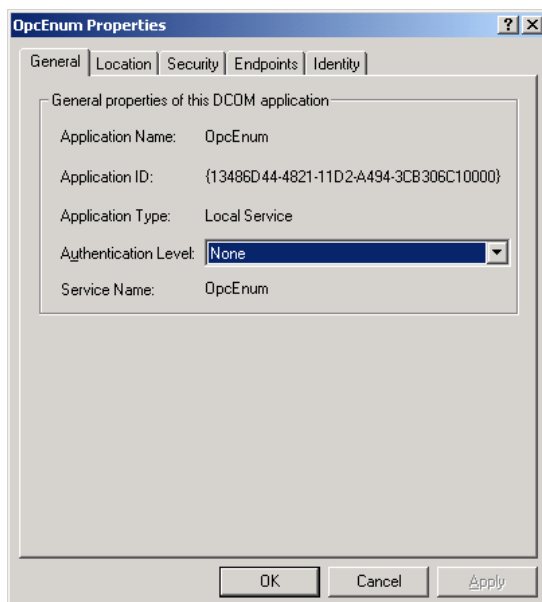 OpcEnum Properties
General Location Security Endpoints Identity
General properties of this DCOM application
Application Name: OpcEnum
Application ID: {13486D44-4821-11D2-A494-3CB306C10000}
Application Type: Local Service
Authentication Level: None
Service Name: OpcEnum
OK Cancel Apply